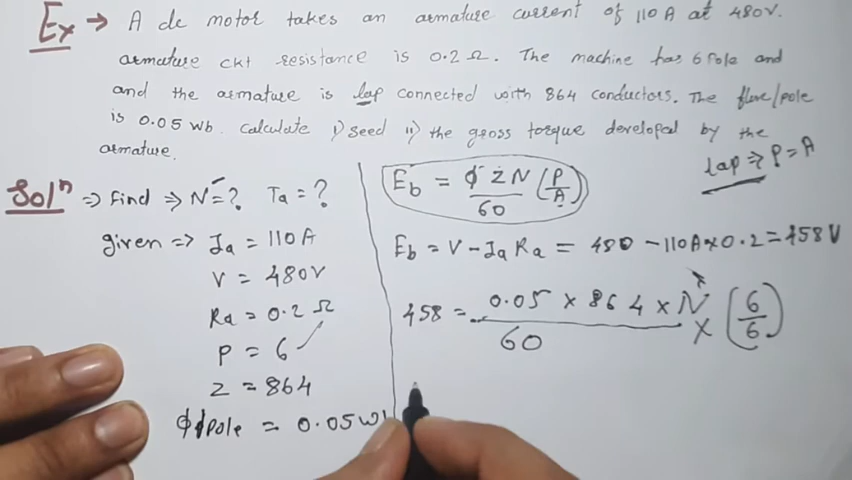 Ex → A dc motor takes an armature current of 110A at 480V.
armature ckt resistance is 0.2 Ω. The machine has 6 Pole and
and the armature is lap connected with 864 conductors. The flux/pole
is 0.05 Wb. Calculate i) Seed ii) the gross torque developed by the
armature.
lap ⇒ P = A
Solⁿ ⇒ Find ⇒ N = ? Ta = ?
given ⇒ Ia = 110A
V = 480V
Ra = 0.2 Ω
P = 6
Z = 864
ϕ/Pole = 0.05 W
Eb = ϕZN/60 (P/A)
Eb = V - Ia Ra = 480 - 110A×0.2 = 458V
458 = 0.05 × 864 × N/60 × (6/6)